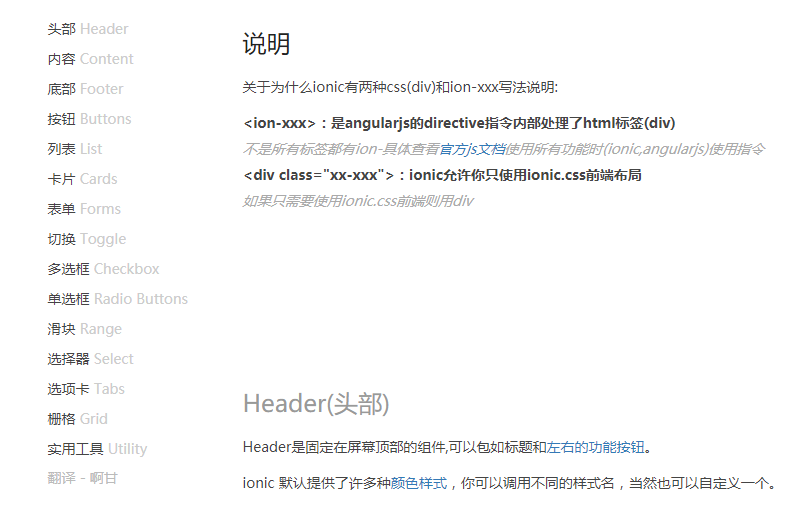 头部 Header
内容 Content
底部 Footer
按钮 Buttons
列表 List
卡片 Cards
表单 Forms
切换 Toggle
多选框 Checkbox
单选框 Radio Buttons
滑块 Range
选择器 Select
选项卡 Tabs
栅格 Grid
实用工具 Utility
翻译 - 啊甘
说明
关于为什么ionic有两种css(div)和ion-xxx写法说明:
<ion-xxx>：是angularjs的directive指令内部处理了html标签(div)
不是所有标签都有ion-具体查看官方js文档使用所有功能时(ionic,angularjs)使用指令
<div class="xx-xxx">：ionic允许你只使用ionic.css前端布局
如果只需要使用ionic.css前端则用div
Header(头部)
Header是固定在屏幕顶部的组件,可以包如标题和左右的功能按钮。
ionic 默认提供了许多种颜色样式，你可以调用不同的样式名，当然也可以自定义一个。